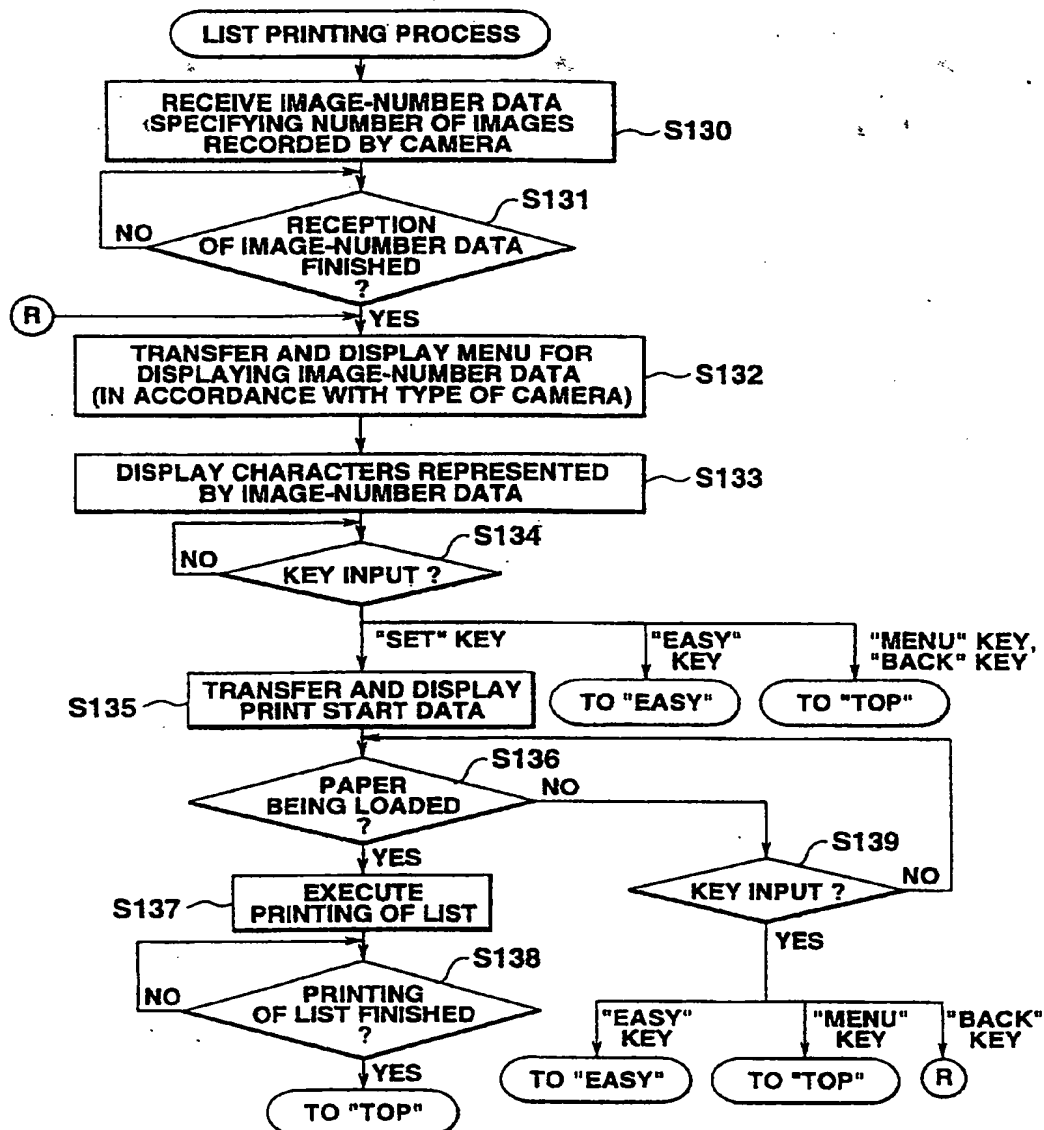 LIST PRINTING PROCESS
RECEIVE IMAGE-NUMBER DATA
SPECIFYING NUMBER OF IMAGES
RECORDED BY CAMERA
S130
S131
RECEPTION
OF IMAGE-NUMBER DATA
FINISHED
?
NO
R
YES
TRANSFER AND DISPLAY MENU FOR
DISPLAYING IMAGE-NUMBER DATA
(IN ACCORDANCE WITH TYPE OF CAMERA)
S132
DISPLAY CHARACTERS REPRESENTED
BY IMAGE-NUMBER DATA
S133
S134
NO
KEY INPUT ?
"SET" KEY
"EASY"
KEY
"MENU" KEY,
"BACK" KEY
TO "EASY"
TO "TOP"
S135
TRANSFER AND DISPLAY
PRINT START DATA
S136
PAPER
BEING LOADED
?
NO
YES
S139
KEY INPUT ?
NO
YES
S137
EXECUTE
PRINTING OF LIST
S138
PRINTING
OF LIST FINISHED
?
NO
YES
TO "TOP"
"EASY"
KEY
"MENU"
KEY
"BACK"
KEY
TO "EASY"
TO "TOP"
R